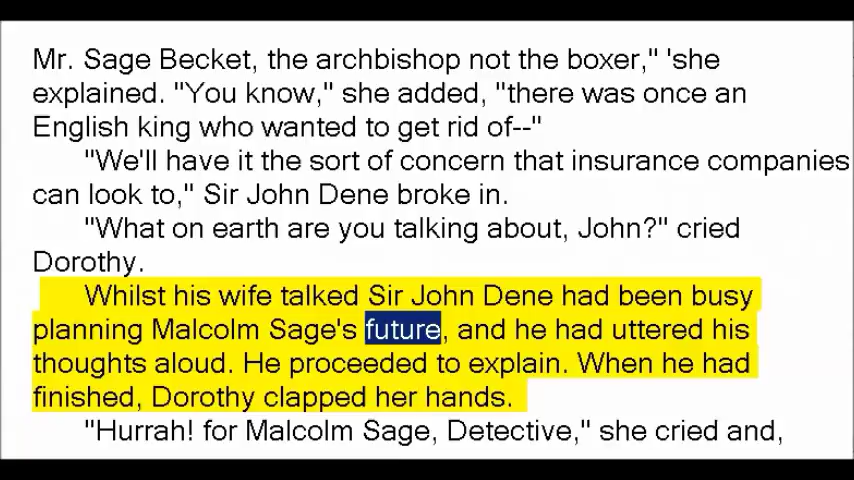 Mr. Sage Becket, the archbishop not the boxer," 'she
explained. "You know," she added, "there was once an
English king who wanted to get rid of--"
"We'll have it the sort of concern that insurance companies
can look to," Sir John Dene broke in.
"What on earth are you talking about, John?" cried
Dorothy.
Whilst his wife talked Sir John Dene had been busy
planning Malcolm Sage's future, and he had uttered his
thoughts aloud. He proceeded to explain. When he had
finished, Dorothy clapped her hands.
"Hurrah! for Malcolm Sage, Detective," she cried and,